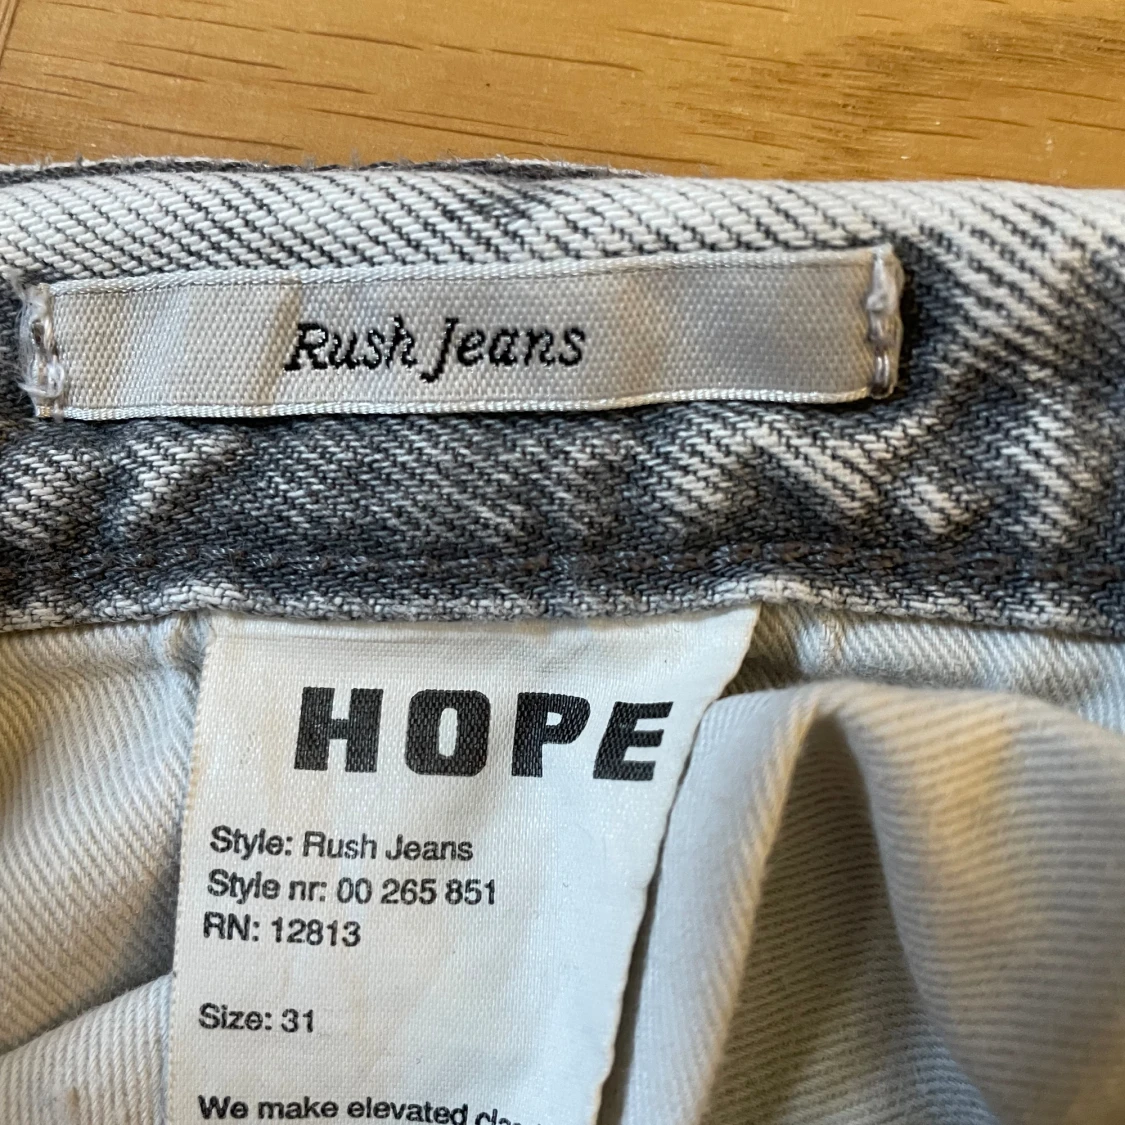 Rush Jeans
HOPE
Style: Rush Jeans
Style nr: 00 265 851
RN: 12813
Size: 31
We make elevated